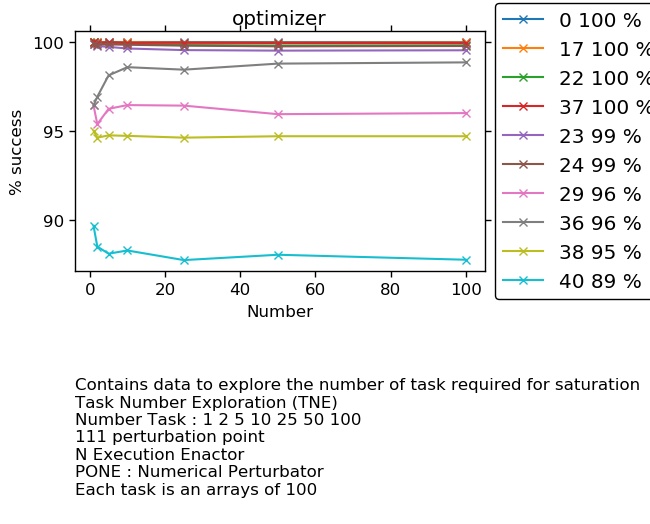 optimizer
100
95
90
% success
0 20 40 60 80 100
Number
0 100 %
17 100 %
22 100 %
37 100 %
23 99 %
24 99 %
29 96 %
36 96 %
38 95 %
40 89 %
Contains data to explore the number of task required for saturation
Task Number Exploration (TNE)
Number Task : 1 2 5 10 25 50 100
111 perturbation point
N Execution Enactor
PONE : Numerical Perturbator
Each task is an arrays of 100